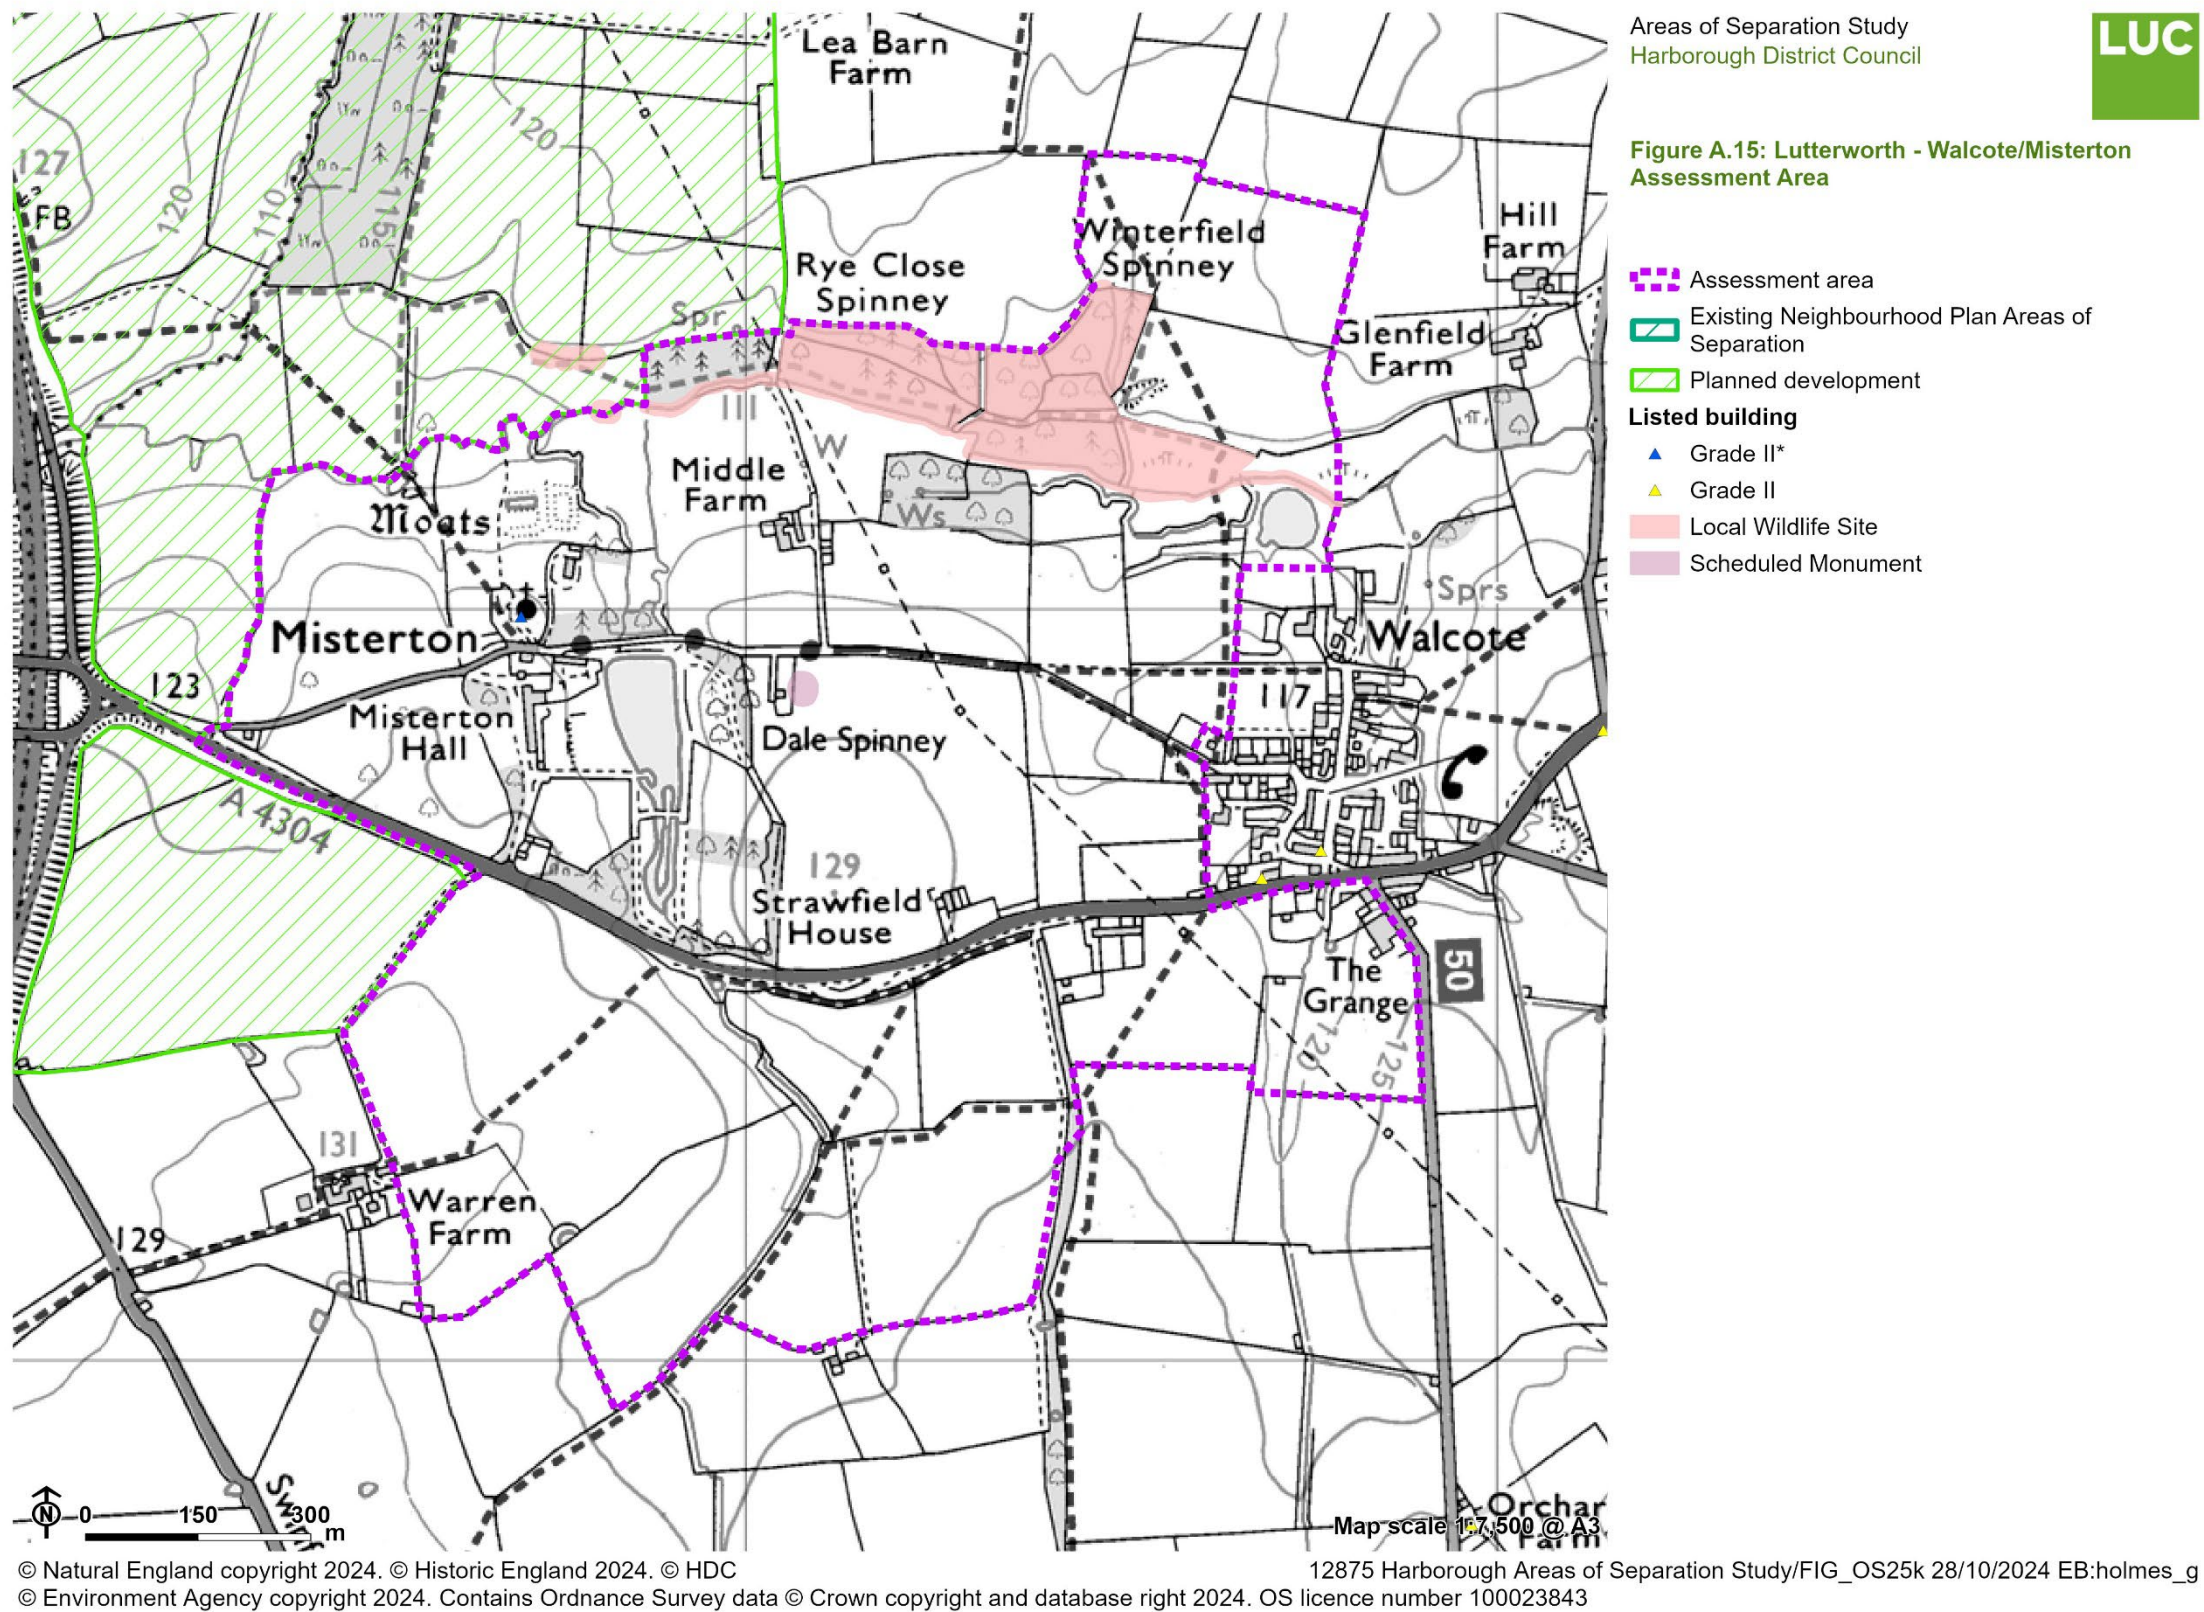 Areas of Separation Study
Harborough District Council
LUC
Figure A.15: Lutterworth - Walcote/Misterton
Assessment Area
Assessment area
Existing Neighbourhood Plan Areas of
Separation
Planned development
Listed building
Grade II*
Grade II
Local Wildlife Site
Scheduled Monument
Lea Barn
Farm
120
127
FB
120
110
115
Winterfield
Spinney
Hill
Farm
Rye Close
Spinney
Spr
Glenfield
Farm
111
W
Middle
Farm
Moats
Ws
Sprs
Misterton
Walcote
123
117
Misterton
Hall
Dale Spinney
A 4304
129
Strawfield
House
The
Grange
50
120
125
131
Warren
Farm
129
Swinf
Orchar
Farm
N
0 150 300
m
Map scale 1:7,500 @ A3
© Natural England copyright 2024. © Historic England 2024. © HDC
12875 Harborough Areas of Separation Study/FIG_OS25k 28/10/2024 EB:holmes_g
© Environment Agency copyright 2024. Contains Ordnance Survey data © Crown copyright and database right 2024. OS licence number 100023843